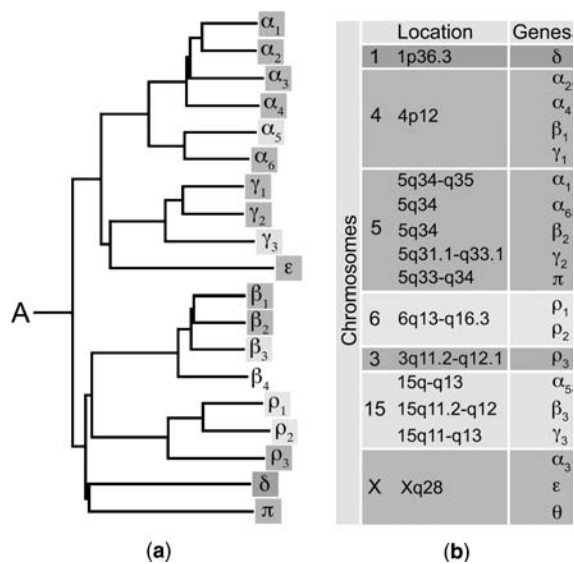 A
α1
α2
α3
α4
α5
α6
γ1
γ2
γ3
ε
β1
β2
β3
β4
ρ1
ρ2
ρ3
δ
π
(a)
Chromosomes
Location Genes
1 1p36.3 δ
4 4p12 α2 α4 β1 γ1
5
5q34-q35 α1
5q34 α6
5q34 β2
5q31.1-q33.1 γ2
5q33-q34 π
6 6q13-q16.3 ρ1 ρ2
3 3q11.2-q12.1 ρ3
15
15q-q13 α5
15q11.2-q12 β3
15q11-q13 γ3
X Xq28 α3 ε θ
(b)